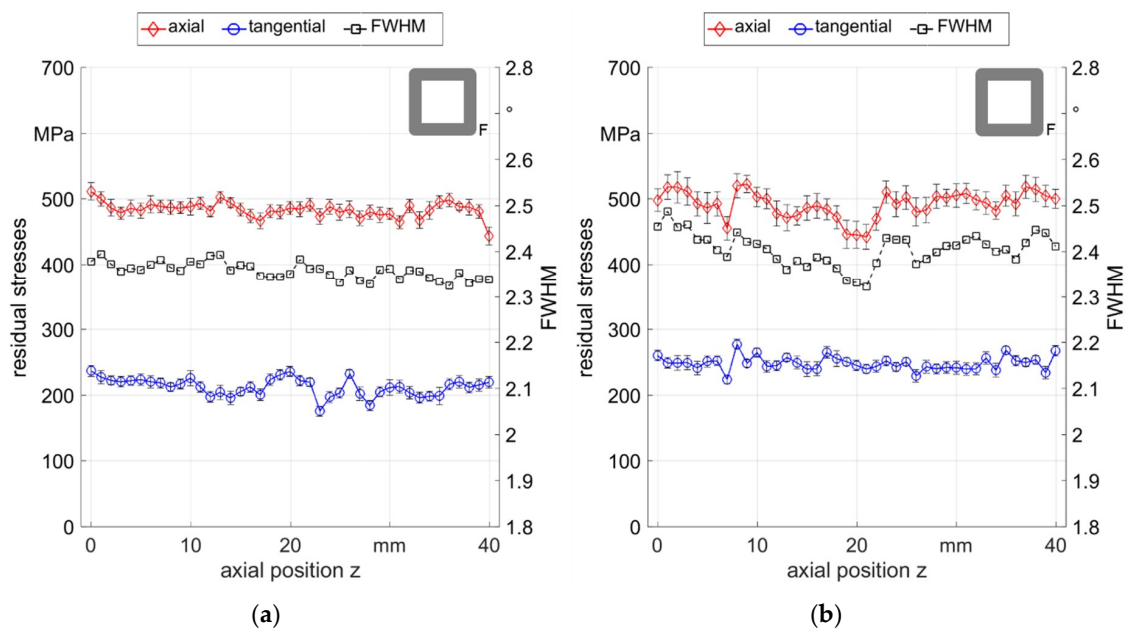 axial tangential FWHM
700
MPa
500
400
300
200
100
0
residual stresses
2.8
°
2.6
2.5
2.4
2.3
2.2
2.1
2
1.9
1.8
FWHM
F
0 10 20 mm 40
axial position z
(a)
axial tangential FWHM
700
MPa
500
400
300
200
100
0
residual stresses
2.8
°
2.6
2.5
2.4
2.3
2.2
2.1
2
1.9
1.8
FWHM
F
0 10 20 mm 40
axial position z
(b)